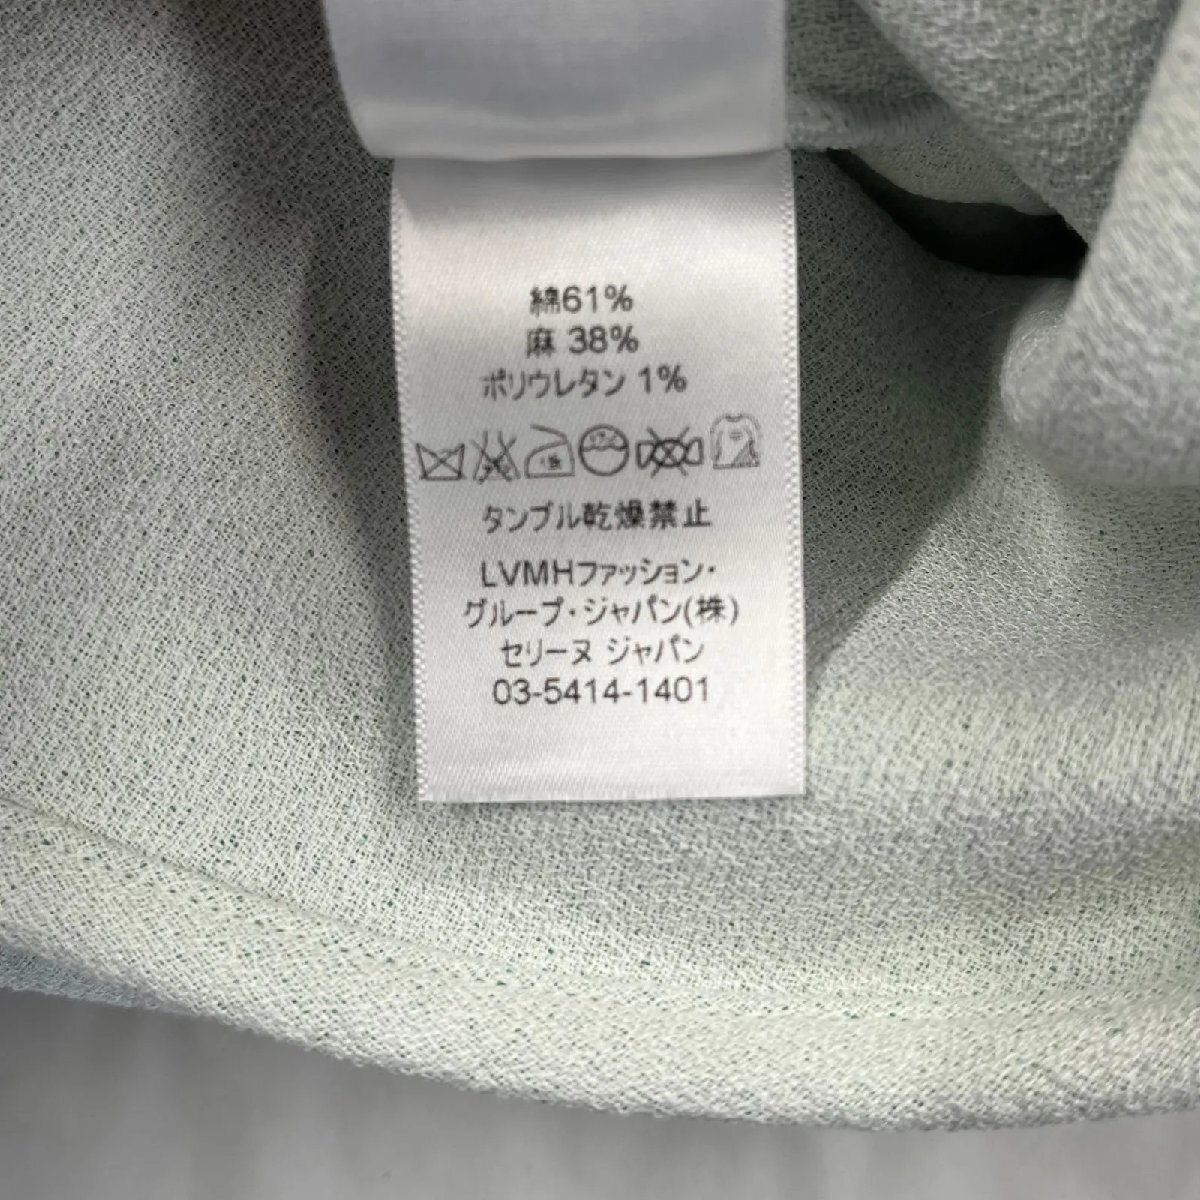 綿61%
麻 38%
ポリウレタン 1%
タンブル乾燥禁止
LVMHファッション・
グループ・ジャパン(株)
セリーヌ ジャパン
03-5414-1401